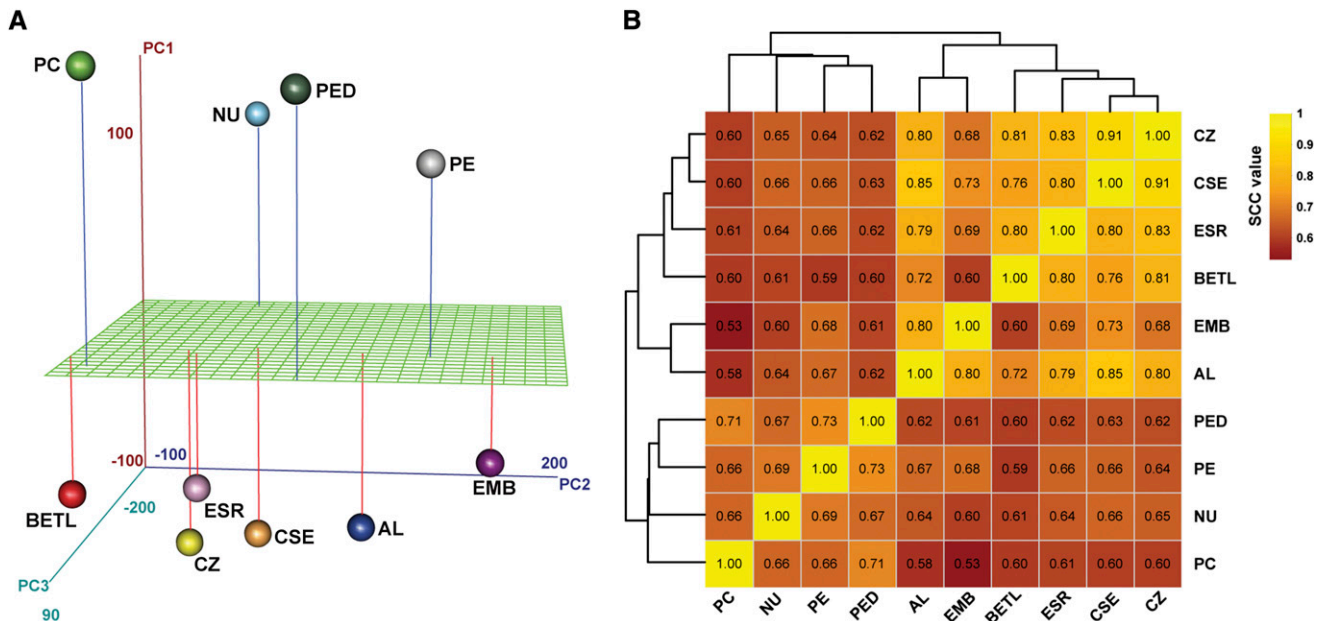 A
PC1
PC
PED
NU
100
PE
-100
-100
200
PC2
EMB
-200
BETL
ESR
CZ
CSE
AL
PC3
90
B
0.60 0.65 0.64 0.62 0.80 0.68 0.81 0.83 0.91 1.00 CZ
0.60 0.66 0.66 0.63 0.85 0.73 0.76 0.80 1.00 0.91 CSE
0.61 0.64 0.66 0.62 0.79 0.69 0.80 1.00 0.80 0.83 ESR
0.60 0.61 0.59 0.60 0.72 0.60 1.00 0.80 0.76 0.81 BETL
0.53 0.60 0.68 0.61 0.80 1.00 0.60 0.69 0.73 0.68 EMB
0.58 0.64 0.67 0.62 1.00 0.80 0.72 0.79 0.85 0.80 AL
0.71 0.67 0.73 1.00 0.62 0.61 0.60 0.62 0.63 0.62 PED
0.66 0.69 1.00 0.73 0.67 0.68 0.59 0.66 0.66 0.64 PE
0.66 1.00 0.69 0.67 0.64 0.60 0.61 0.64 0.66 0.65 NU
1.00 0.66 0.66 0.71 0.58 0.53 0.60 0.61 0.60 0.60 PC
PC NU PE PED AL EMB BETL ESR CSE CZ
SCC value
1
0.9
0.8
0.7
0.6